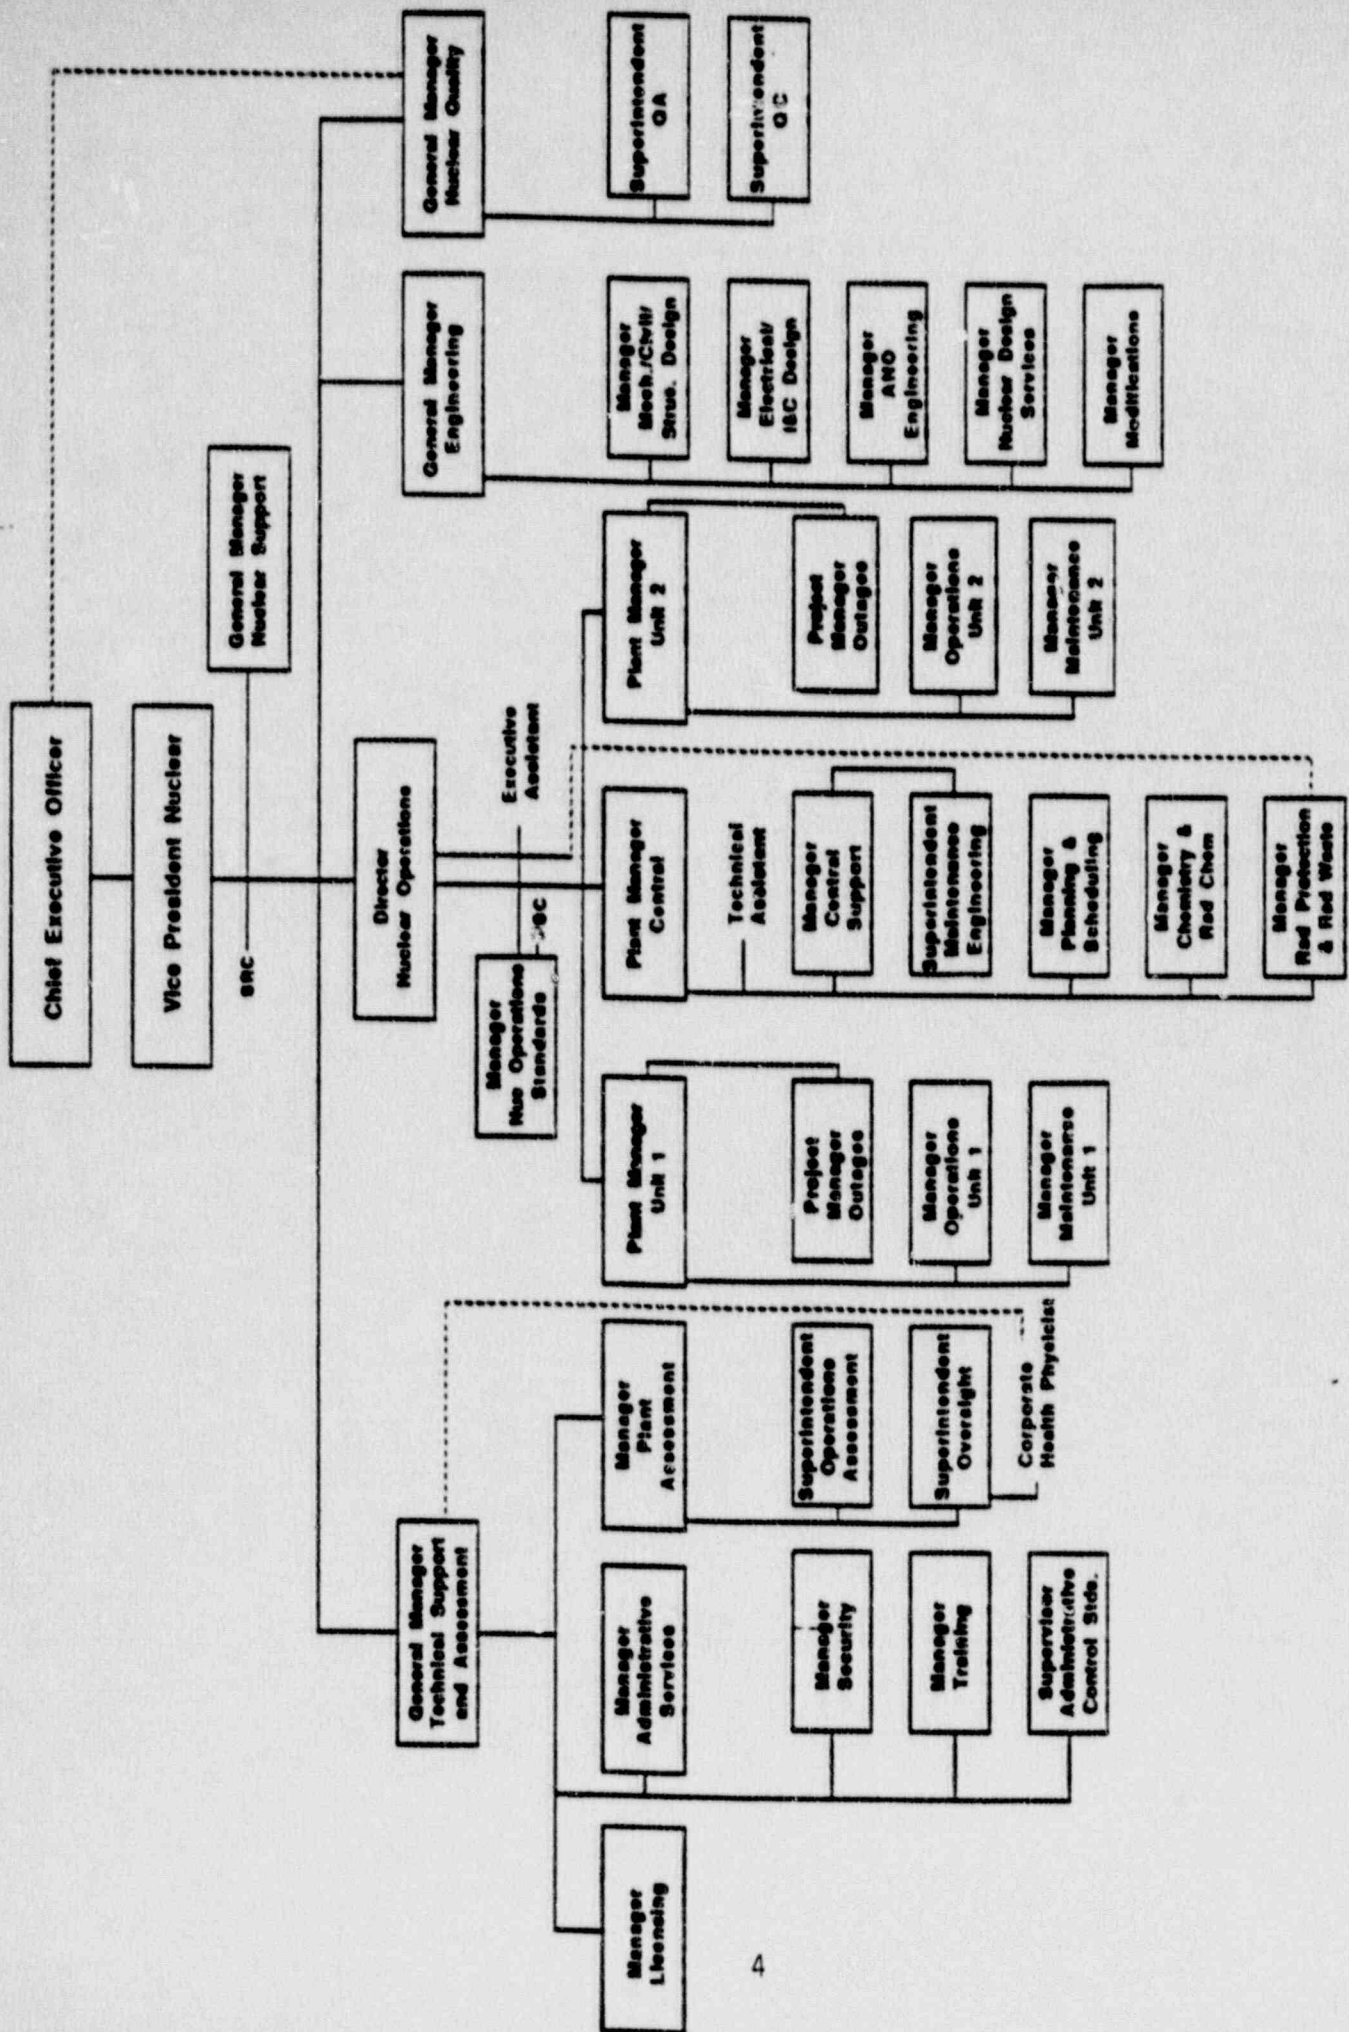 Chief Executive Officer
Vice President Nuclear
SRC
General Manager
Nuclear Support
General Manager
Technical Support
and Assessment
Director
Nuclear Operations
General Manager
Engineering
General Manager
Nuclear Quality
Manager
Nuc Operations
Standards
Executive
Assistant
Manager
Licensing
Manager
Administrative
Services
Manager
Plant
Assessment
Plant Manager
Unit 1
Plant Manager
Central
Plant Manager
Unit 2
Manager
Security
Manager
Training
Supervisor
Administrative
Control Stds.
Superintendent
Operations
Assessment
Superintendent
Oversight
Corporate
Health Physicist
Project
Manager
Outages
Manager
Operations
Unit 1
Manager
Maintenance
Unit 1
Technical
Assistant
Manager
Central
Support
Superintendent
Maintenance
Engineering
Manager
Planning &
Scheduling
Manager
Chemistry &
Rad Chem
Manager
Rad Protection
& Rad Waste
Project
Manager
Outages
Manager
Operations
Unit 2
Manager
Maintenance
Unit 2
Manager
Mech./Civil/
Struc. Design
Manager
Electrical/
I&C Design
Manager
ANO
Engineering
Manager
Nuclear Design
Services
Manager
Modifications
Superintendent
QA
Superintendent
QC
4